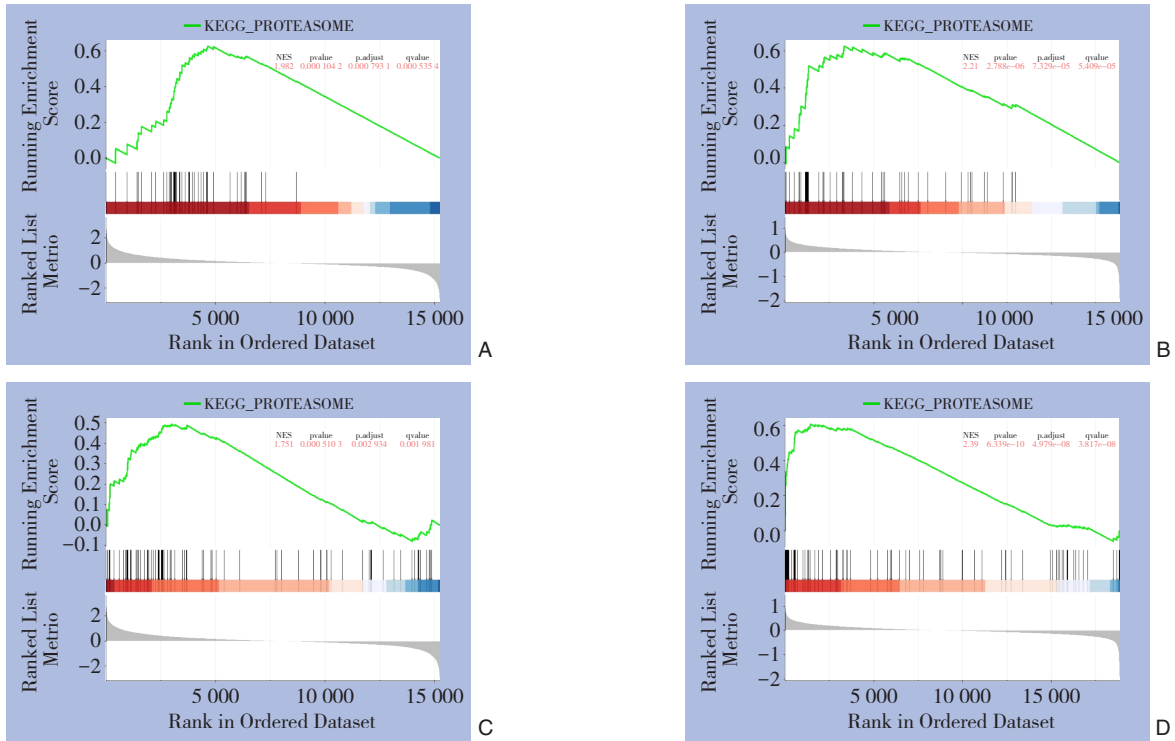 KEGG_PROTEASOME
NES pvalue p.adjust qvalue
1.982 0.000 104 2 0.000 793 1 0.000 535 4
Running Enrichment
Score
0.6
0.4
0.2
0.0
Ranked List
Metrio
2
0
−2
5 000 10 000 15 000
Rank in Ordered Dataset
A
KEGG_PROTEASOME
NES pvalue p.adjust qvalue
2.21 2.788e−06 7.329e−05 5.409e−05
Running Enrichment
Score
0.6
0.4
0.2
0.0
Ranked List
Metrio
1
0
−1
−2
5 000 10 000 15 000
Rank in Ordered Dataset
B
KEGG_PROTEASOME
NES pvalue p.adjust qvalue
1.751 0.000 510 3 0.002 934 0.001 981
Running Enrichment
Score
0.5
0.4
0.3
0.2
0.0
−0.1
Ranked List
Metrio
2
0
−2
5 000 10 000 15 000
Rank in Ordered Dataset
C
KEGG_PROTEASOME
NES pvalue p.adjust qvalue
2.39 6.339e−10 4.979e−08 3.817e−08
Running Enrichment
Score
0.6
0.4
0.2
0.0
Ranked List
Metrio
1
0
−1
−2
5 000 10 000 15 000
Rank in Ordered Dataset
D